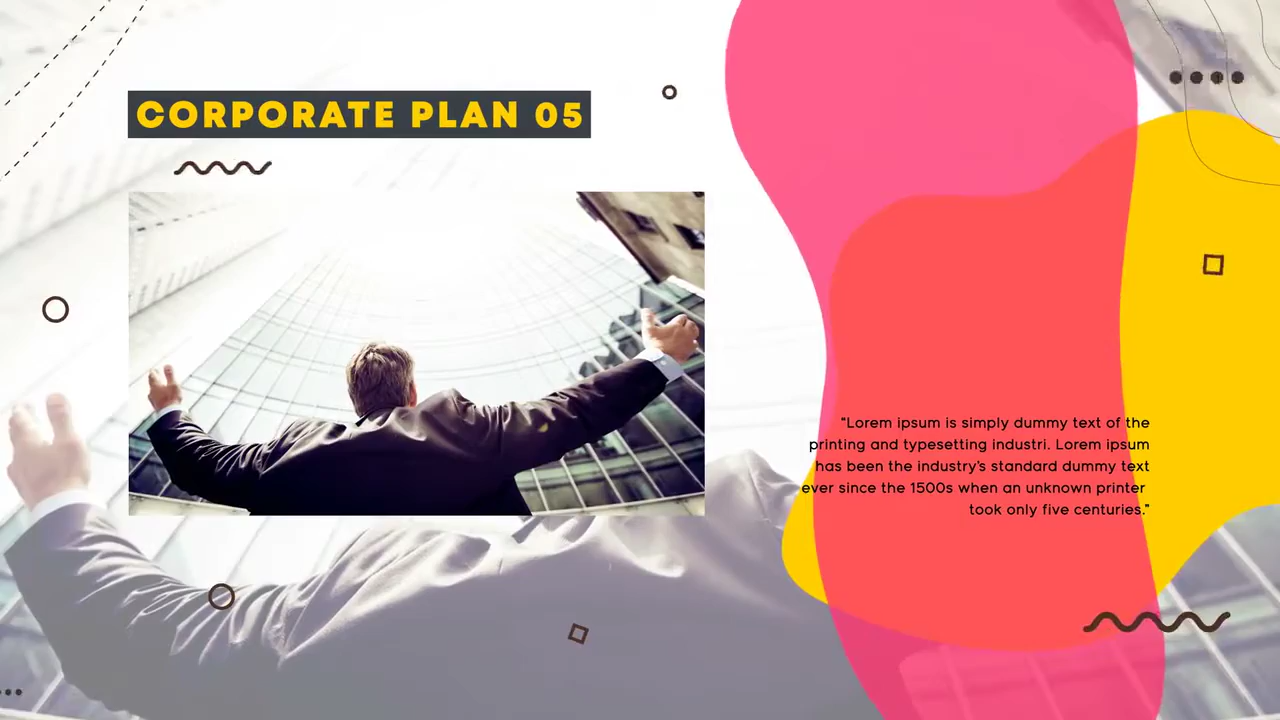 CORPORATE PLAN 05
"Lorem ipsum is simply dummy text of the
printing and typesetting industri. Lorem ipsum
has been the industry's standard dummy text
ever since the 1500s when an unknown printer
took only five centuries."